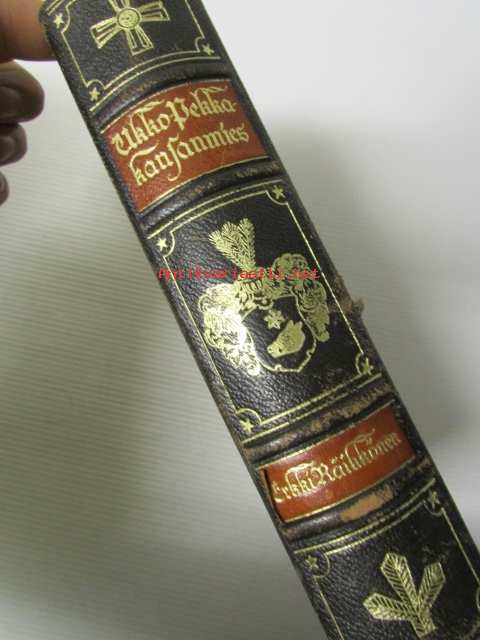 Ukko Pekka-
kansanmies
Antikvariaatti.net
Erkki Räikkönen